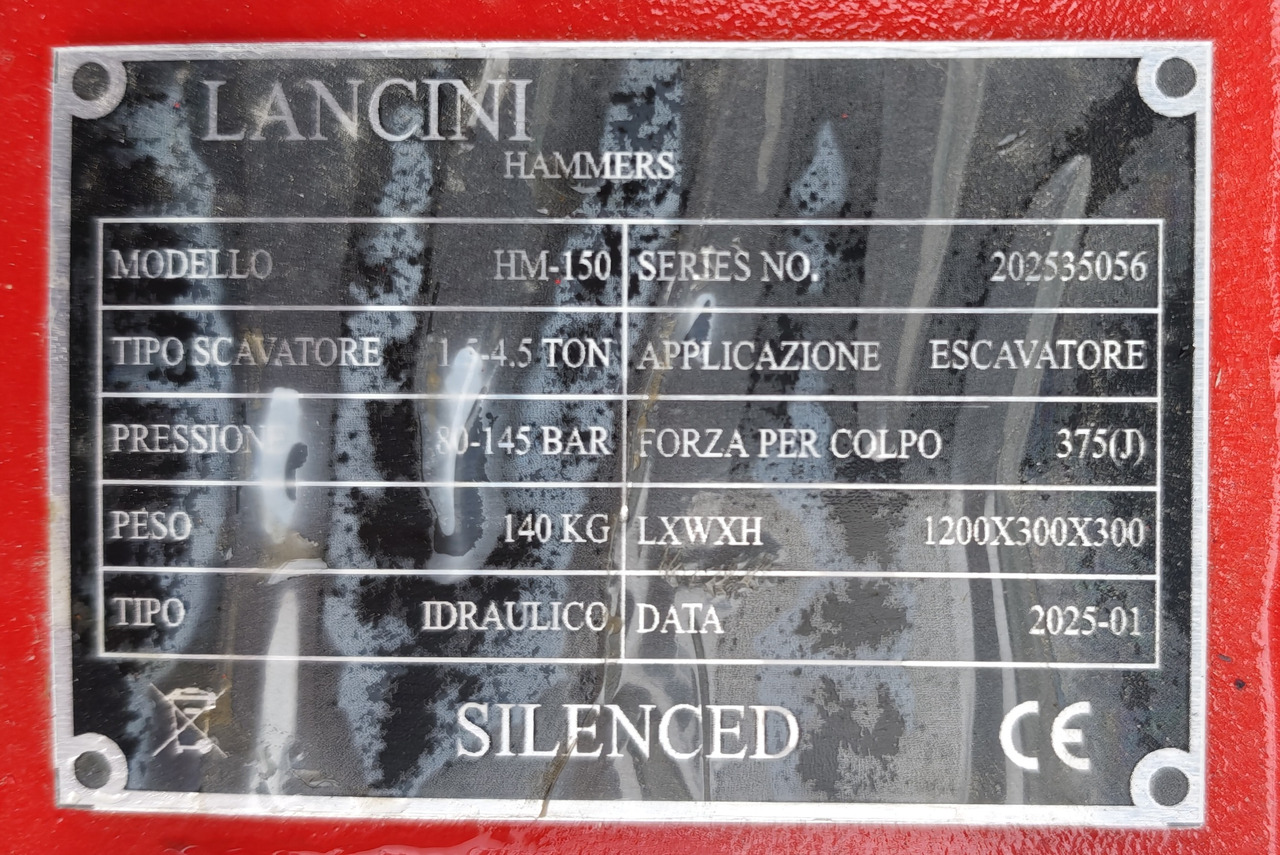 LANCINI
HAMMERS
MODELLO HM-150 SERIES NO. 202535056
TIPO SCAVATORE 1.5-4.5 TON APPLICAZIONE ESCAVATORE
PRESSIONE 80-145 BAR FORZA PER COLPO 375(J)
PESO 140 KG LXWXH 1200X300X300
TIPO IDRAULICO DATA 2025-01
SILENCED CE